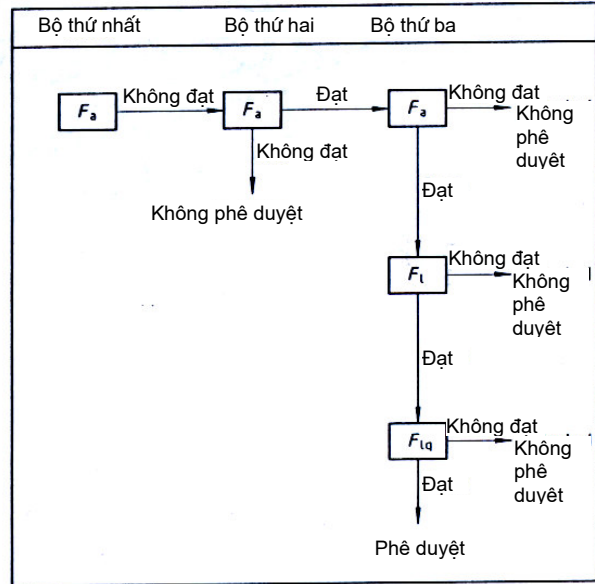 Bộ thứ nhất Bộ thứ hai Bộ thứ ba
Fa Không đạt Fa Đạt Fa Không đạt
Không
phê
duyệt
Không đạt
Không phê duyệt
Đạt
Fl Không đạt
Không
phê
duyệt
Đạt
Flq Không đạt
Không
phê
duyệt
Đạt
Phê duyệt